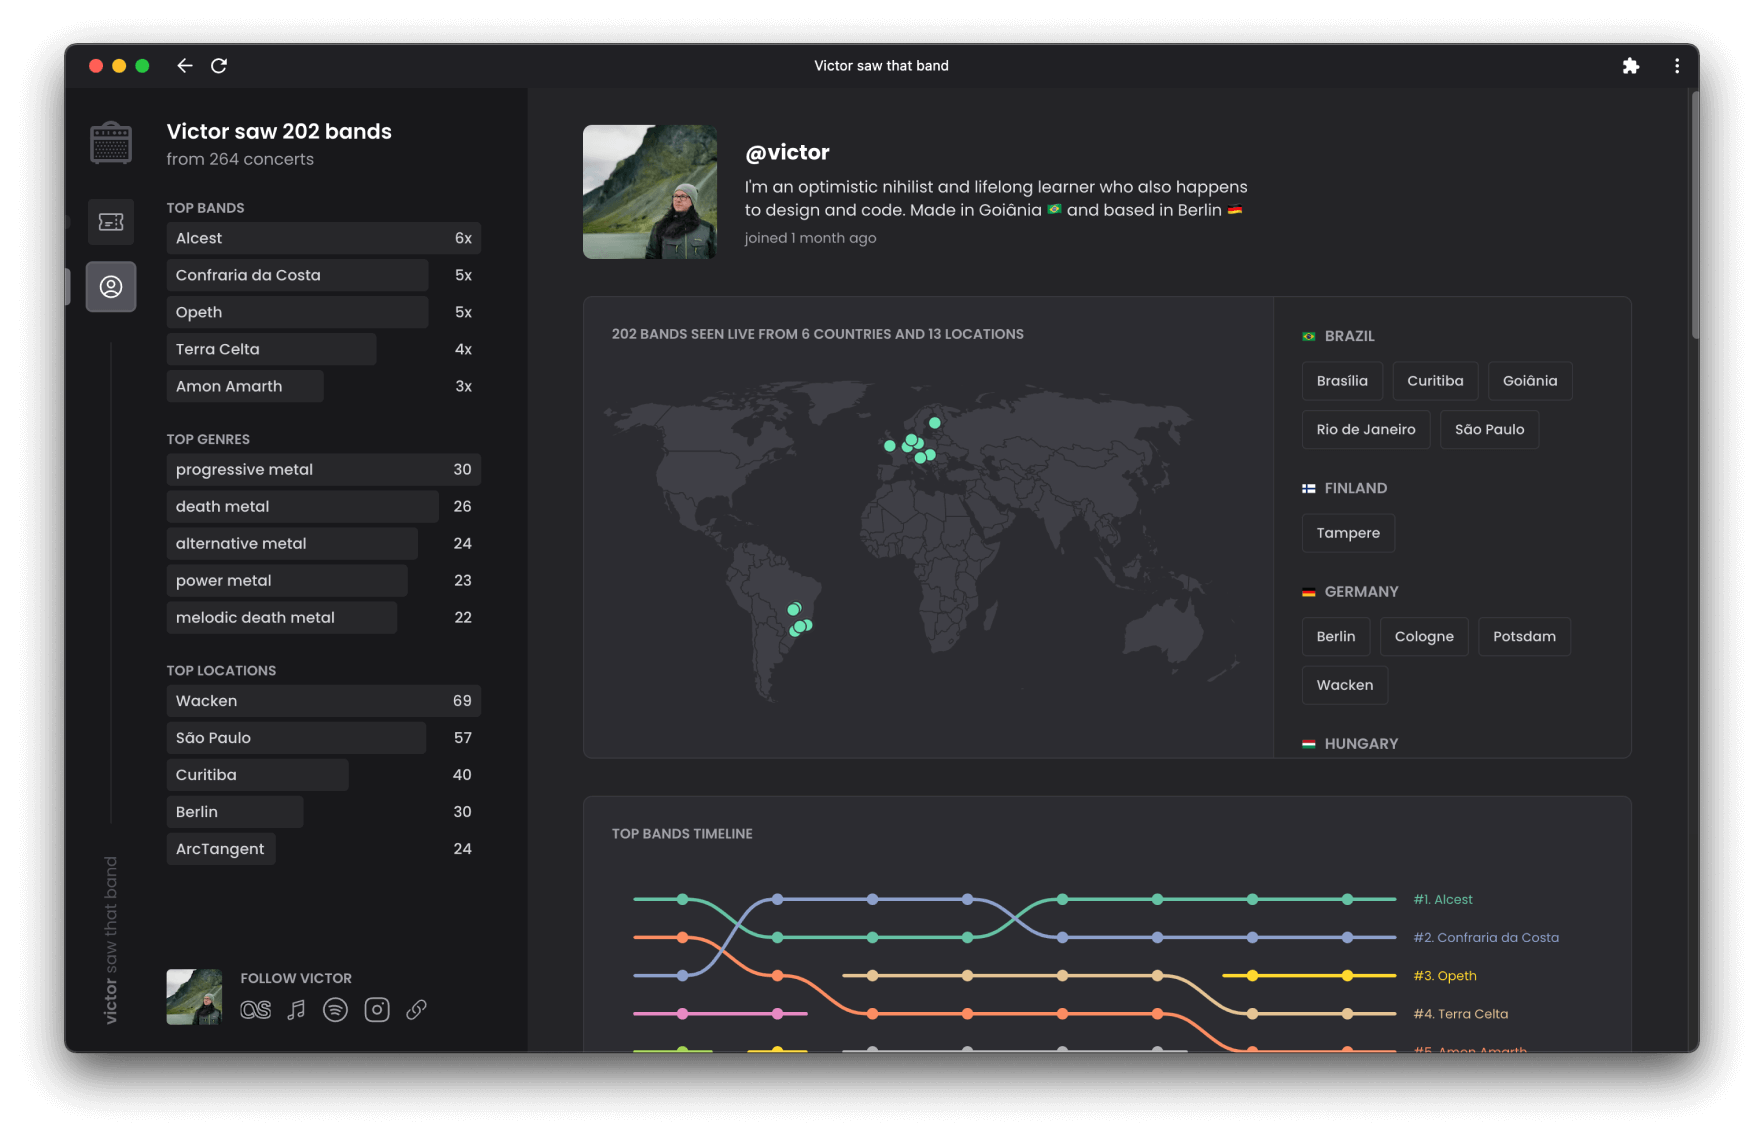 Victor saw that band
Victor saw 202 bands
from 264 concerts
TOP BANDS
Alcest 6x
Confraria da Costa 5x
Opeth 5x
Terra Celta 4x
Amon Amarth 3x
TOP GENRES
progressive metal 30
death metal 26
alternative metal 24
power metal 23
melodic death metal 22
TOP LOCATIONS
Wacken 69
São Paulo 57
Curitiba 40
Berlin 30
ArcTangent 24
victor saw that band
FOLLOW VICTOR
@victor
I'm an optimistic nihilist and lifelong learner who also happens
to design and code. Made in Goiânia 🇧🇷 and based in Berlin 🇩🇪
joined 1 month ago
202 BANDS SEEN LIVE FROM 6 COUNTRIES AND 13 LOCATIONS
BRAZIL
Brasília Curitiba Goiânia
Rio de Janeiro São Paulo
FINLAND
Tampere
GERMANY
Berlin Cologne Potsdam
Wacken
HUNGARY
TOP BANDS TIMELINE
#1. Alcest
#2. Confraria da Costa
#3. Opeth
#4. Terra Celta
#5. Amon Amarth